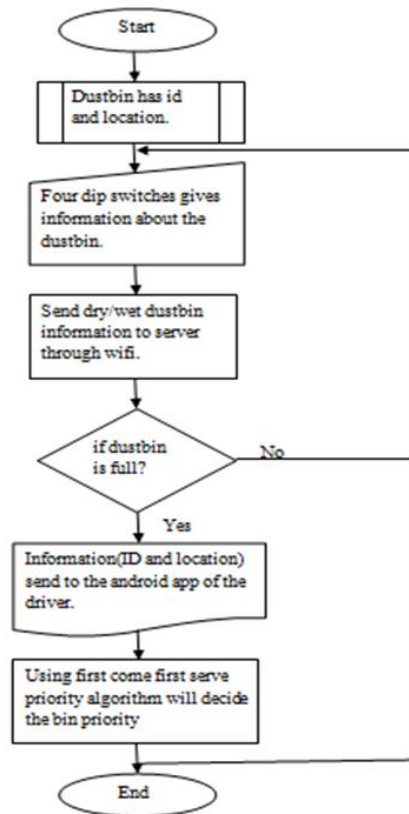 Start
Dustbin has id
and location.
Four dip switches gives
information about the
dustbin.
Send dry/wet dustbin
information to server
through wifi.
if dustbin
is full?
No
Yes
Information(ID and location)
send to the android app of the
driver.
Using first come first serve
priority algorithm will decide
the bin priority
End